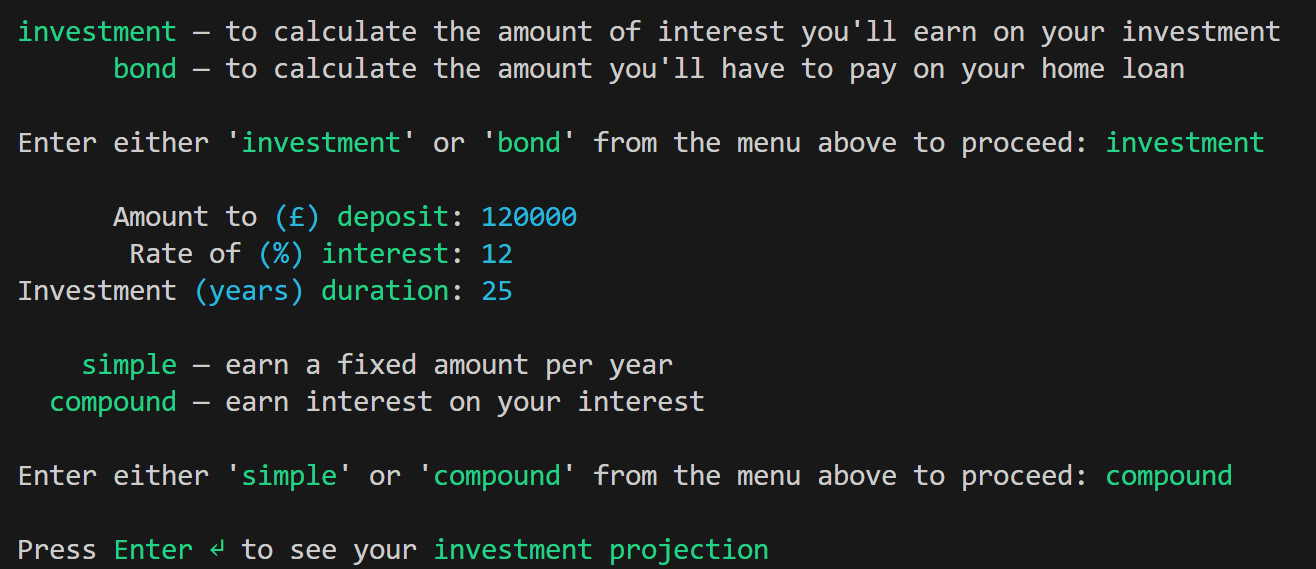 investment — to calculate the amount of interest you'll earn on your investment
bond — to calculate the amount you'll have to pay on your home loan
Enter either 'investment' or 'bond' from the menu above to proceed: investment
Amount to (£) deposit: 120000
Rate of (%) interest: 12
Investment (years) duration: 25
simple — earn a fixed amount per year
compound — earn interest on your interest
Enter either 'simple' or 'compound' from the menu above to proceed: compound
Press Enter ↲ to see your investment projection